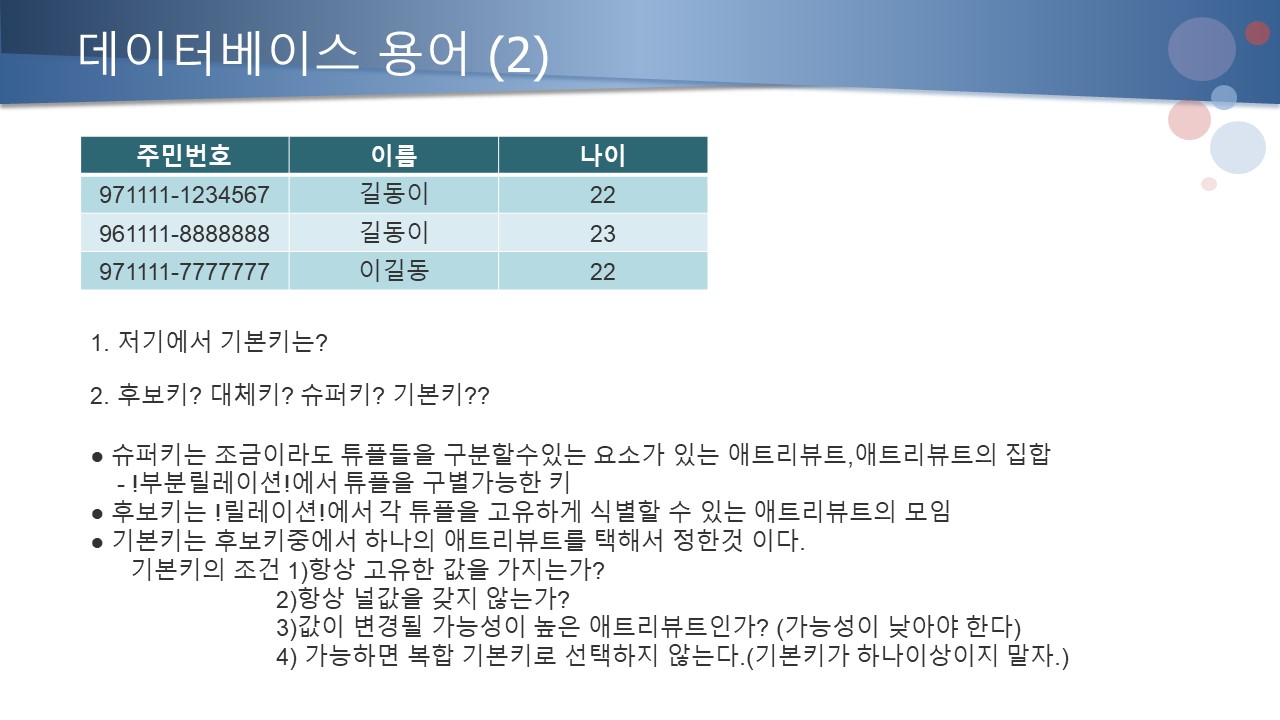 데이터베이스 용어 (2)
주민번호 이름 나이
971111-1234567 길동이 22
961111-8888888 길동이 23
971111-7777777 이길동 22
1. 저기에서 기본키는?
2. 후보키? 대체키? 슈퍼키? 기본키??
● 슈퍼키는 조금이라도 튜플들을 구분할수있는 요소가 있는 애트리뷰트,애트리뷰트의 집합
- !부분릴레이션!에서 튜플을 구별가능한 키
● 후보키는 !릴레이션!에서 각 튜플을 고유하게 식별할 수 있는 애트리뷰트의 모임
● 기본키는 후보키중에서 하나의 애트리뷰트를 택해서 정한것 이다.
기본키의 조건 1)항상 고유한 값을 가지는가?
2)항상 널값을 갖지 않는가?
3)값이 변경될 가능성이 높은 애트리뷰트인가? (가능성이 낮아야 한다)
4) 가능하면 복합 기본키로 선택하지 않는다.(기본키가 하나이상이지 말자.)